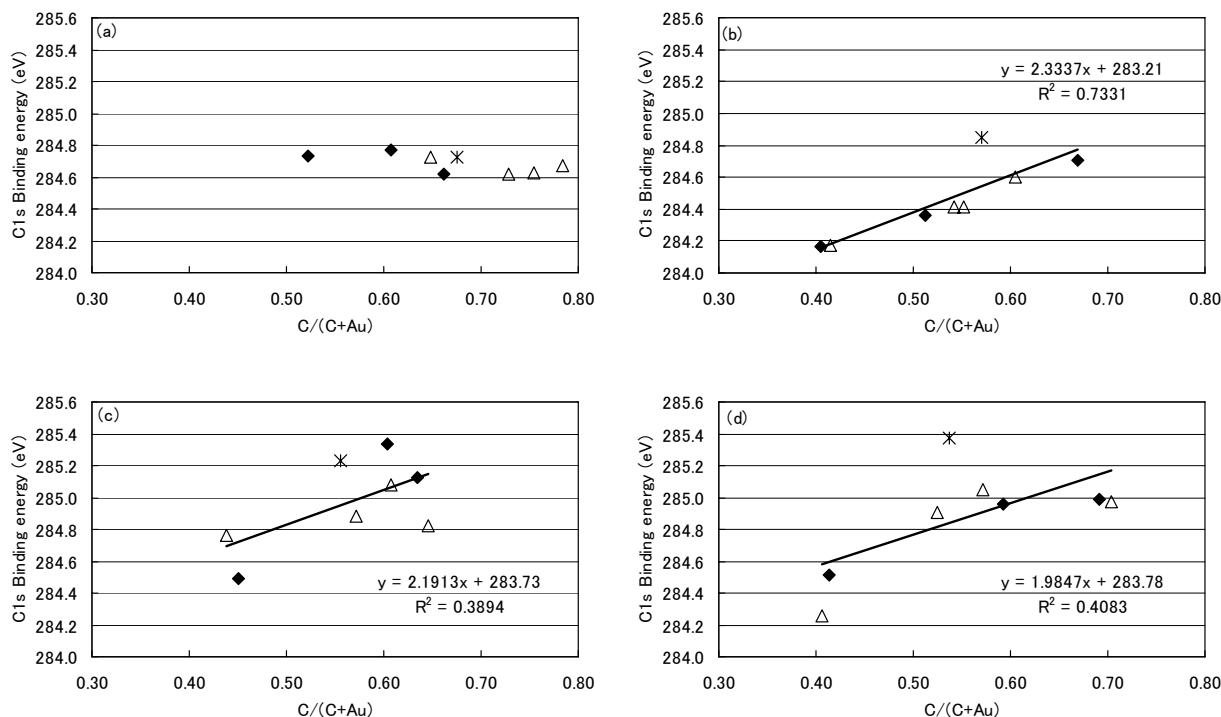 (a)
285.6
285.4
285.2
285.0
284.8
284.6
284.4
284.2
284.0
C1s Binding energy (eV)
0.30 0.40 0.50 0.60 0.70 0.80
C/(C+Au)
(b)
285.6
285.4
285.2
285.0
284.8
284.6
284.4
284.2
284.0
C1s Binding energy (eV)
y = 2.3337x + 283.21
R² = 0.7331
0.30 0.40 0.50 0.60 0.70 0.80
C/(C+Au)
(c)
285.6
285.4
285.2
285.0
284.8
284.6
284.4
284.2
284.0
C1s Binding energy (eV)
y = 2.1913x + 283.73
R² = 0.3894
0.30 0.40 0.50 0.60 0.70 0.80
C/(C+Au)
(d)
285.6
285.4
285.2
285.0
284.8
284.6
284.4
284.2
284.0
C1s Binding energy (eV)
y = 1.9847x + 283.78
R² = 0.4083
0.30 0.40 0.50 0.60 0.70 0.80
C/(C+Au)